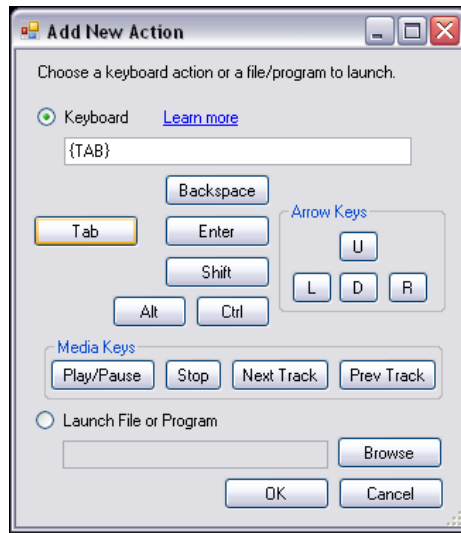 Add New Action
Choose a keyboard action or a file/program to launch.
Keyboard Learn more
{TAB}
Backspace
Arrow Keys
Tab Enter U
Shift L D R
Alt Ctrl
Media Keys
Play/Pause Stop Next Track Prev Track
Launch File or Program
Browse
OK Cancel